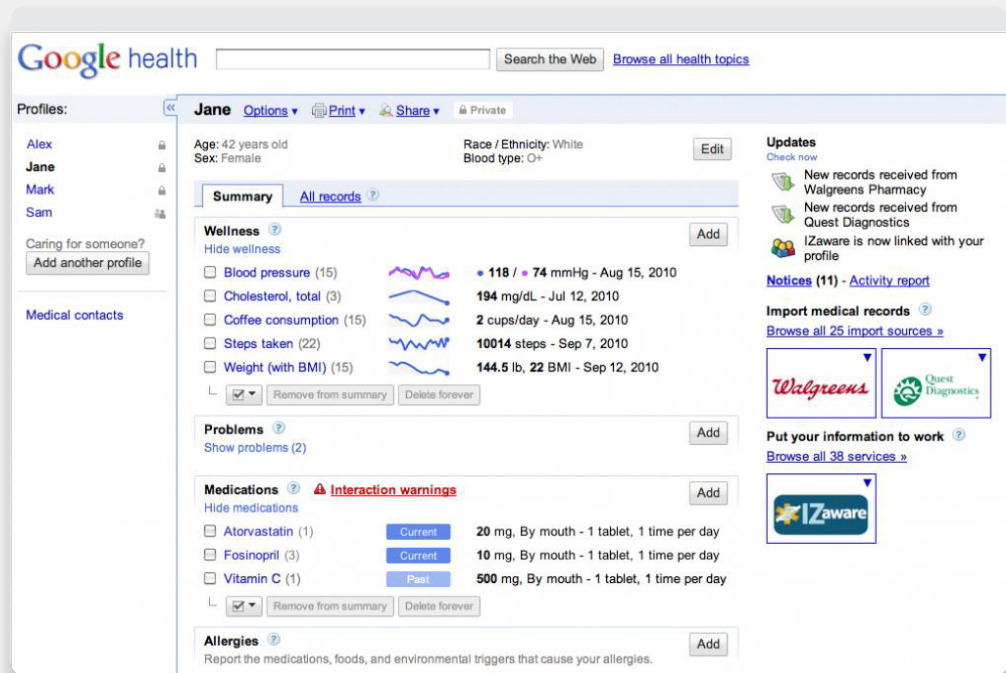 Google health
Search the Web
Browse all health topics
Profiles:
«
Alex
Jane
Mark
Sam
Caring for someone?
Add another profile
Medical contacts
Jane Options ▾ Print ▾ Share ▾ Private
Age: 42 years old
Sex: Female
Race / Ethnicity: White
Blood type: O+
Edit
Summary All records ?
Wellness ?
Add
Hide wellness
Blood pressure (15) • 118 / • 74 mmHg - Aug 15, 2010
Cholesterol, total (3) 194 mg/dL - Jul 12, 2010
Coffee consumption (15) 2 cups/day - Aug 15, 2010
Steps taken (22) 10014 steps - Sep 7, 2010
Weight (with BMI) (15) 144.5 lb, 22 BMI - Sep 12, 2010
Remove from summary Delete forever
Problems ?
Add
Show problems (2)
Medications ? Interaction warnings
Add
Hide medications
Atorvastatin (1) Current 20 mg, By mouth - 1 tablet, 1 time per day
Fosinopril (3) Current 10 mg, By mouth - 1 tablet, 1 time per day
Vitamin C (1) Past 500 mg, By mouth - 1 tablet, 1 time per day
Remove from summary Delete forever
Allergies ?
Add
Report the medications, foods, and environmental triggers that cause your allergies.
Updates
Check now
New records received from
Walgreens Pharmacy
New records received from
Quest Diagnostics
IZaware is now linked with your
profile
Notices (11) - Activity report
Import medical records ?
Browse all 25 import sources »
Walgreens
Quest
Diagnostics
Put your information to work ?
Browse all 38 services »
IZaware